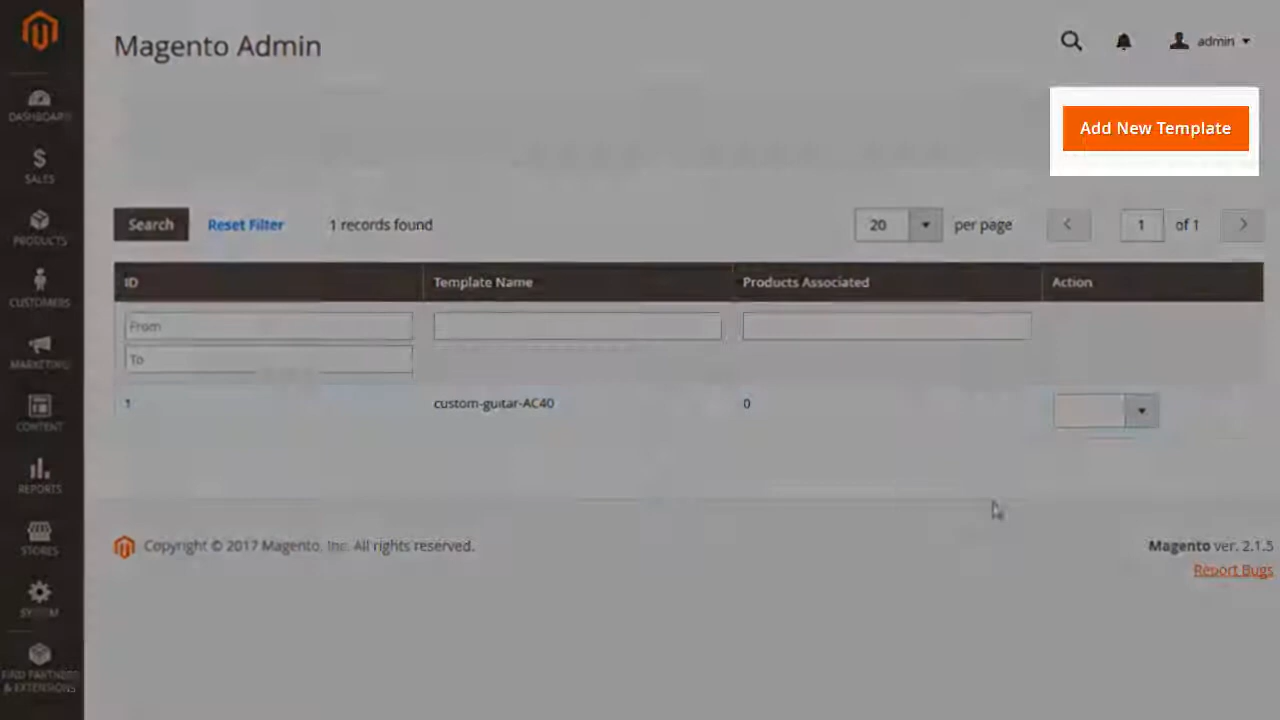 Magento Admin
admin
Add New Template
DASHBOARD
SALES
PRODUCTS
CUSTOMERS
MARKETING
CONTENT
REPORTS
STORES
SYSTEM
FIND PARTNERS
& EXTENSIONS
Search Reset Filter 1 records found 20 per page 1 of 1
ID Template Name Products Associated Action
From
To
1 custom-guitar-AC40 0
Copyright © 2017 Magento, Inc. All rights reserved.
Magento ver. 2.1.5
Report Bugs